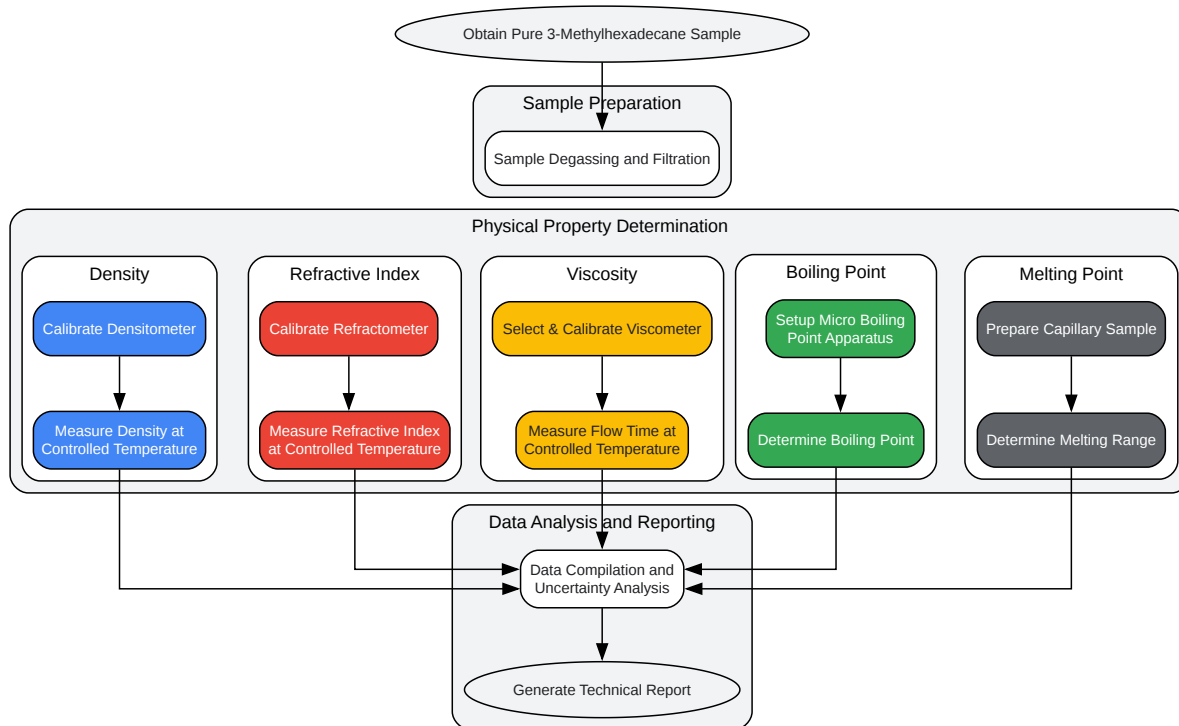 Obtain Pure 3-Methylhexadecane Sample
Sample Preparation
Sample Degassing and Filtration
Physical Property Determination
Density
Calibrate Densitometer
Measure Density at
Controlled Temperature
Refractive Index
Calibrate Refractometer
Measure Refractive Index
at Controlled Temperature
Viscosity
Select & Calibrate Viscometer
Measure Flow Time at
Controlled Temperature
Boiling Point
Setup Micro Boiling
Point Apparatus
Determine Boiling Point
Melting Point
Prepare Capillary Sample
Determine Melting Range
Data Analysis and Reporting
Data Compilation and
Uncertainty Analysis
Generate Technical Report